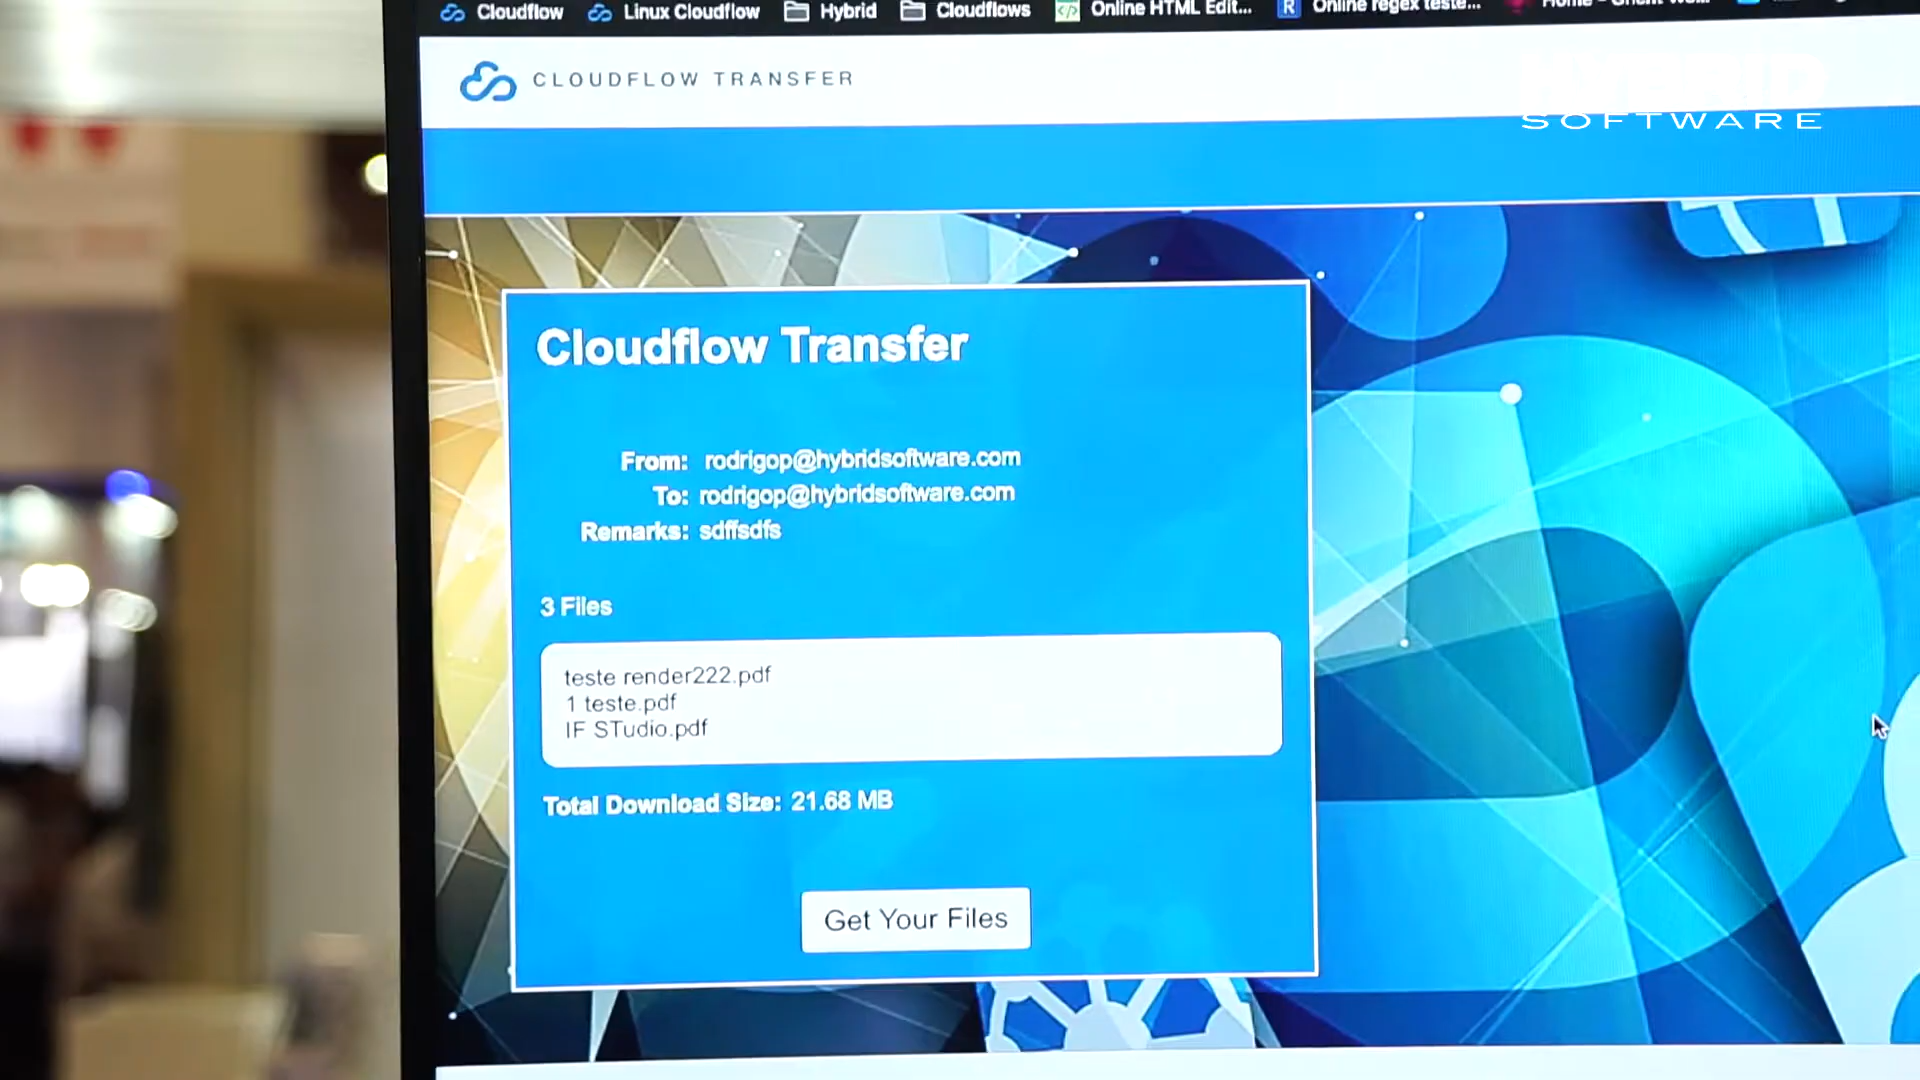 Cloudflow Linux Cloudflow Hybrid Cloudflows Online HTML Edit... R Online regex teste...
CLOUDFLOW TRANSFER
HYBRID
SOFTWARE
Cloudflow Transfer
From: rodrigop@hybridsoftware.com
To: rodrigop@hybridsoftware.com
Remarks: sdffsdfs
3 Files
teste render222.pdf
1 teste.pdf
IF STudio.pdf
Total Download Size: 21.68 MB
Get Your Files